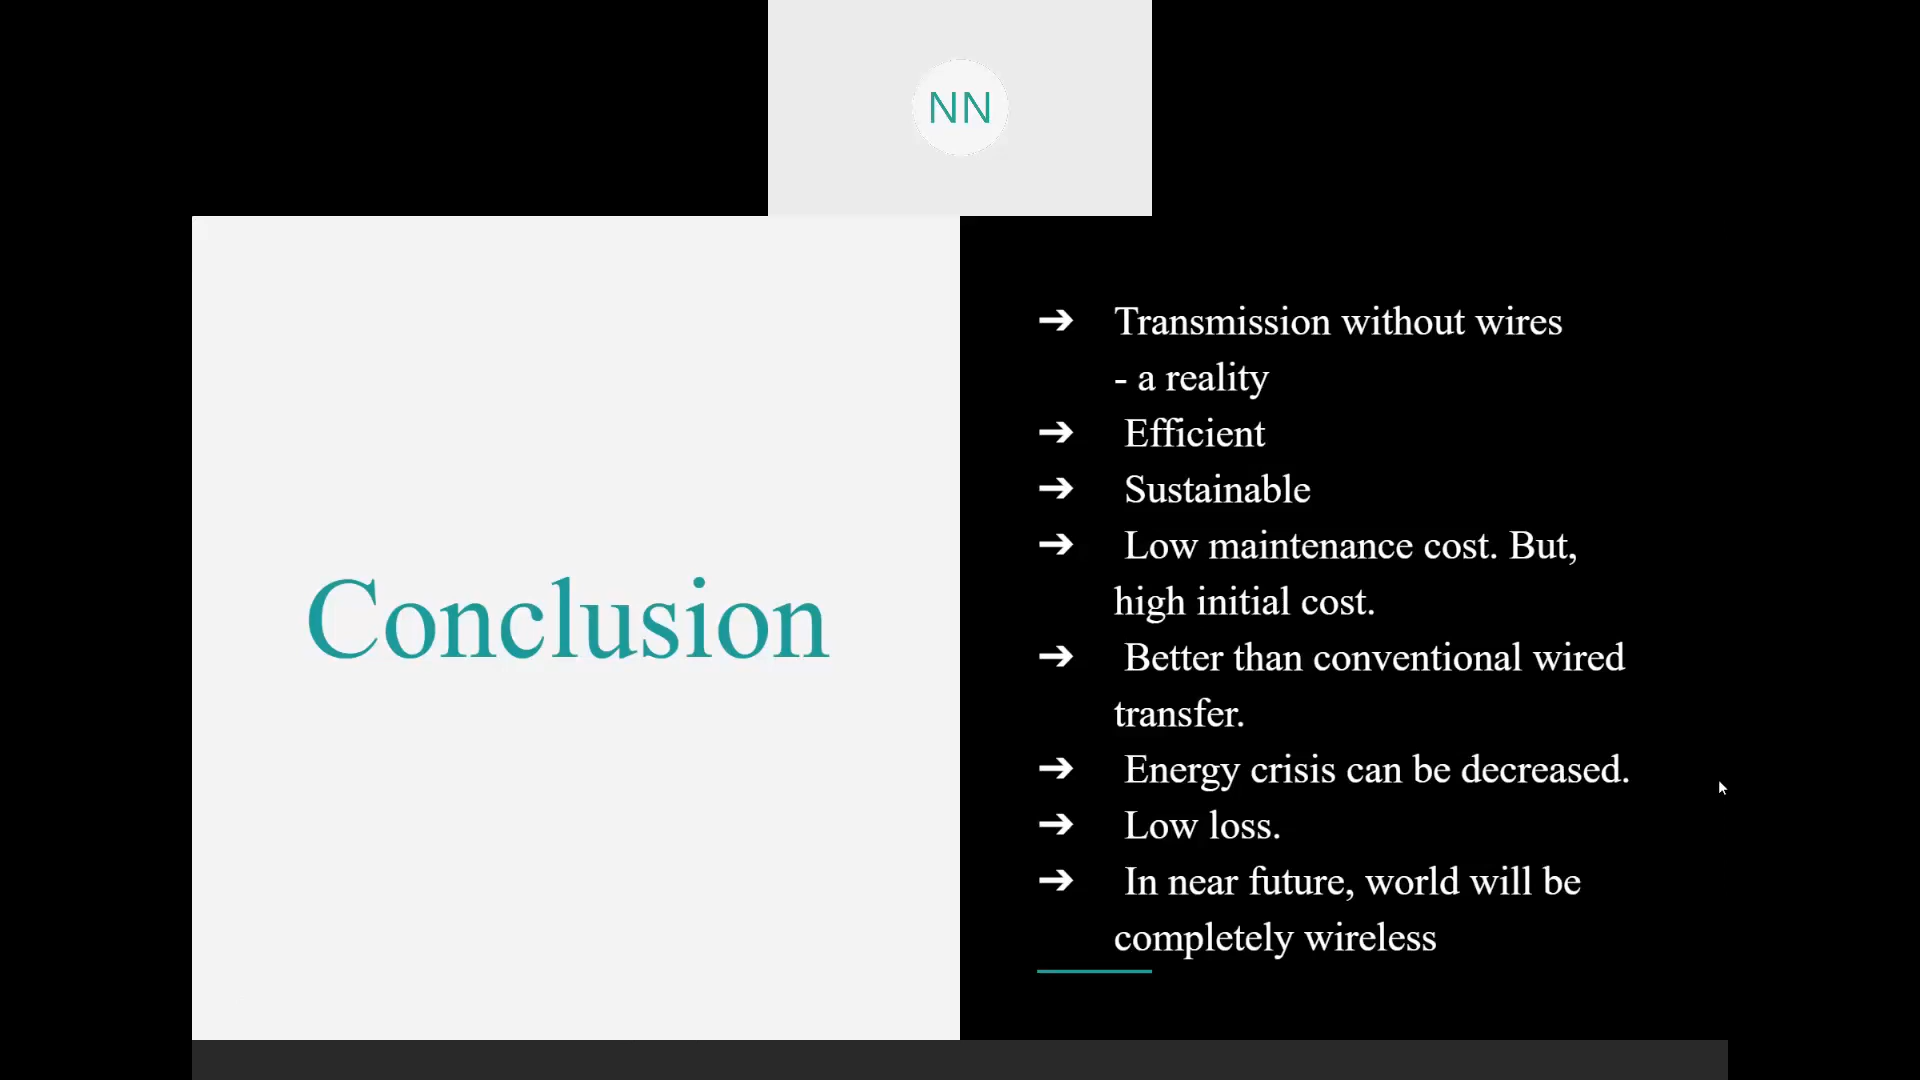 NN
Conclusion
➔ Transmission without wires
- a reality
➔ Efficient
➔ Sustainable
➔ Low maintenance cost. But,
high initial cost.
➔ Better than conventional wired
transfer.
➔ Energy crisis can be decreased.
➔ Low loss.
➔ In near future, world will be
completely wireless